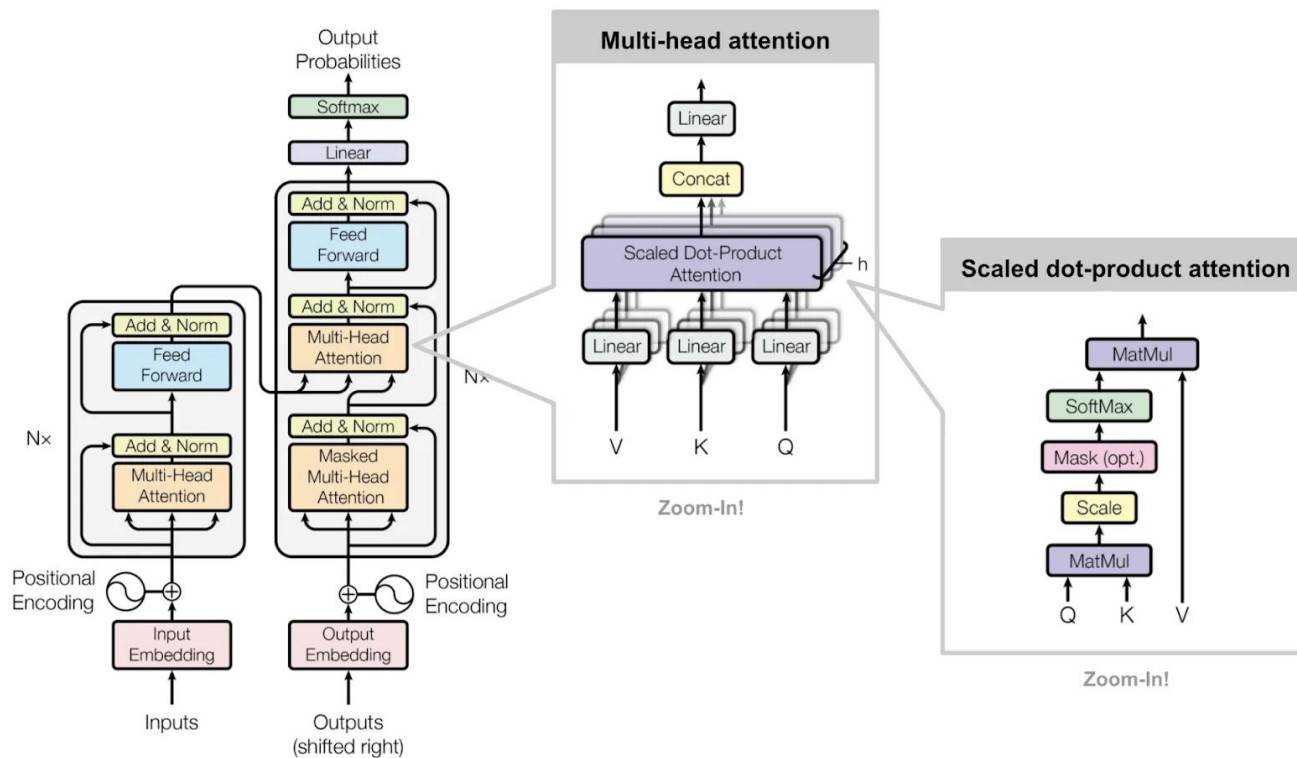 Output
Probabilities
Softmax
Linear
Add & Norm
Feed
Forward
Add & Norm
Multi-Head
Attention
Nx
Add & Norm
Masked
Multi-Head
Attention
Add & Norm
Feed
Forward
Nx
Add & Norm
Multi-Head
Attention
Positional
Encoding
Positional
Encoding
Input
Embedding
Output
Embedding
Inputs
Outputs
(shifted right)
Multi-head attention
Linear
Concat
Scaled Dot-Product
Attention
h
Linear
Linear
Linear
V
K
Q
Zoom-In!
Scaled dot-product attention
MatMul
SoftMax
Mask (opt.)
Scale
MatMul
Q
K
V
Zoom-In!